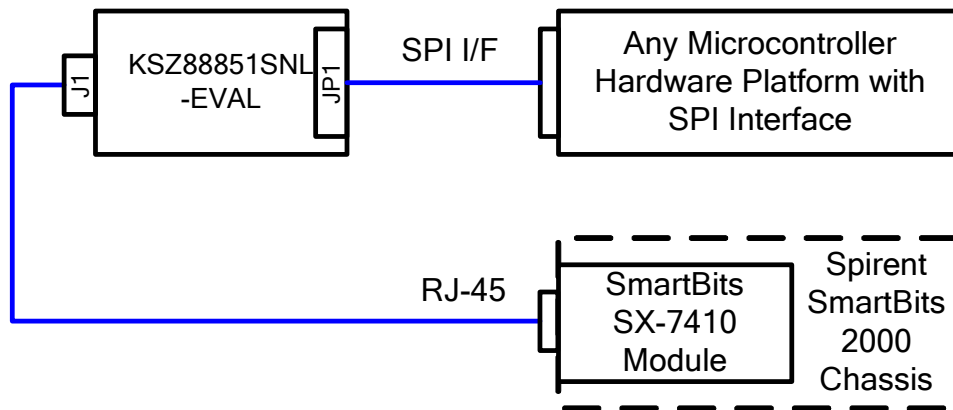 J1
KSZ88851SNL
-EVAL
JP1
SPI I/F
Any Microcontroller
Hardware Platform with
SPI Interface
RJ-45
SmartBits
SX-7410
Module
Spirent
SmartBits
2000
Chassis